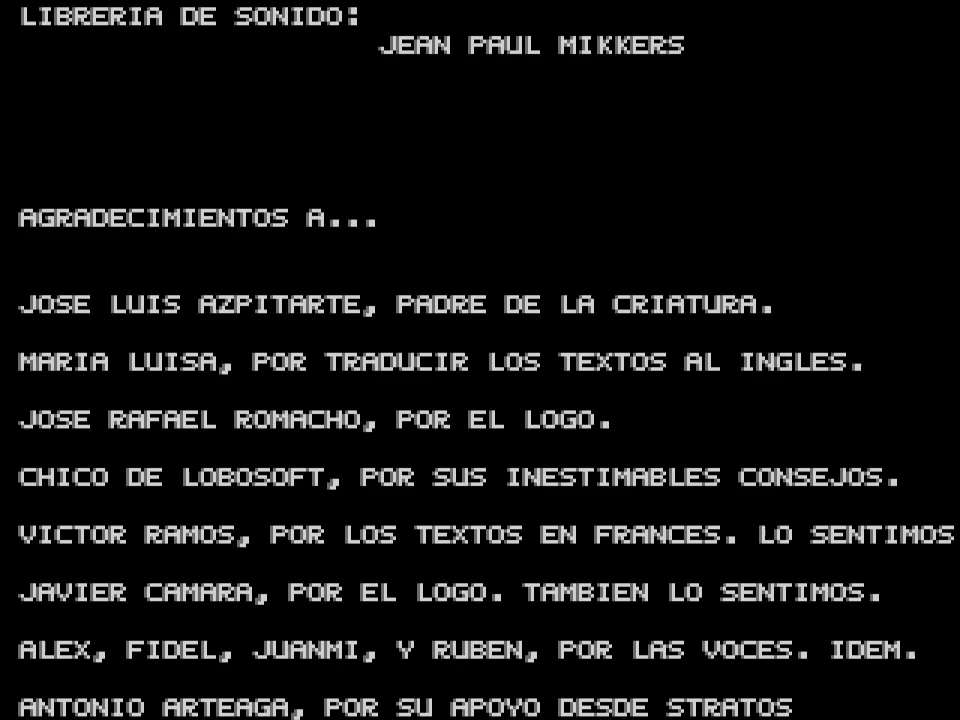 LIBRERIA DE SONIDO:
JEAN PAUL MIKKERS
AGRADECIMIENTOS A...
JOSE LUIS AZPITARTE, PADRE DE LA CRIATURA.
MARIA LUISA, POR TRADUCIR LOS TEXTOS AL INGLES.
JOSE RAFAEL ROMACHO, POR EL LOGO.
CHICO DE LOBOSOFT, POR SUS INESTIMABLES CONSEJOS.
VICTOR RAMOS, POR LOS TEXTOS EN FRANCES. LO SENTIMOS
JAVIER CAMARA, POR EL LOGO. TAMBIEN LO SENTIMOS.
ALEX, FIDEL, JUANMI, Y RUBEN, POR LAS VOCES. IDEM.
ANTONIO ARTEAGA, POR SU APOYO DESDE STRATOS